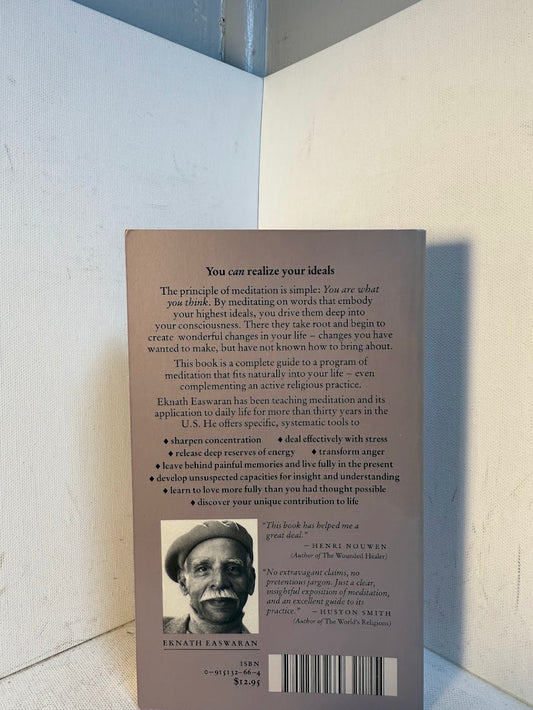 You can realize your ideals
The principle of meditation is simple: You are what
you think. By meditating on words that embody
your highest ideals, you drive them deep into
your consciousness. There they take root and begin to
create wonderful changes in your life – changes you have
wanted to make, but have not known how to bring about.
This book is a complete guide to a program of
meditation that fits naturally into your life – even
complementing an active religious practice.
Eknath Easwaran has been teaching meditation and its
application to daily life for more than thirty years in the
U.S. He offers specific, systematic tools to
♦ sharpen concentration ♦ deal effectively with stress
♦ release deep reserves of energy ♦ transform anger
♦ leave behind painful memories and live fully in the present
♦ develop unsuspected capacities for insight and understanding
♦ learn to love more fully than you had thought possible
♦ discover your unique contribution to life
"This book has helped me a
great deal."
– HENRI NOUWEN
(Author of The Wounded Healer)
"No extravagant claims, no
pretentious jargon. Just a clear,
insightful exposition of meditation,
and an excellent guide to its
practice."
– HUSTON SMITH
(Author of The World's Religions)
EKNATH EASWARAN
ISBN
0-915132-66-4
$12.95